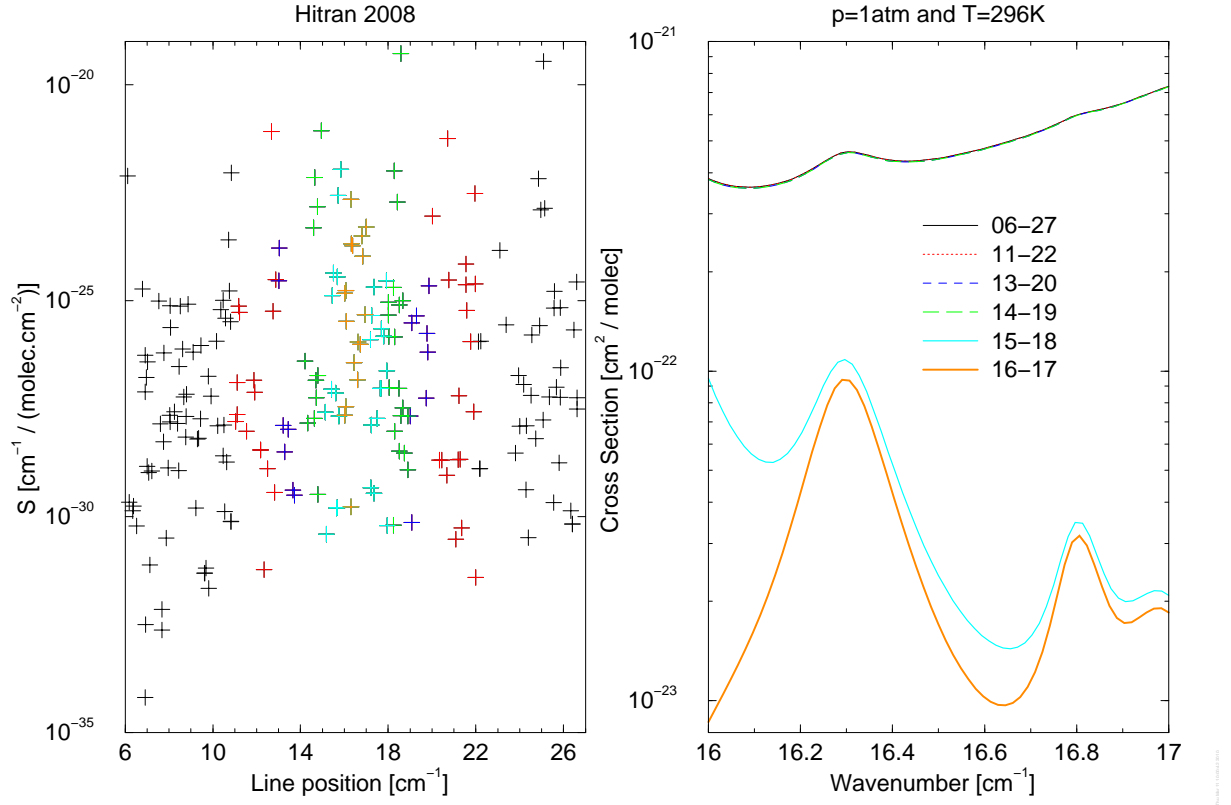 Hitran 2008
p=1atm and T=296K
S [cm⁻¹ / (molec.cm⁻²)]
10⁻²⁰
10⁻²⁵
10⁻³⁰
10⁻³⁵
6 10 14 18 22 26
Line position [cm⁻¹]
Cross Section [cm² / molec]
10⁻²¹
10⁻²²
10⁻²³
06−27
11−22
13−20
14−19
15−18
16−17
16 16.2 16.4 16.6 16.8 17
Wavenumber [cm⁻¹]